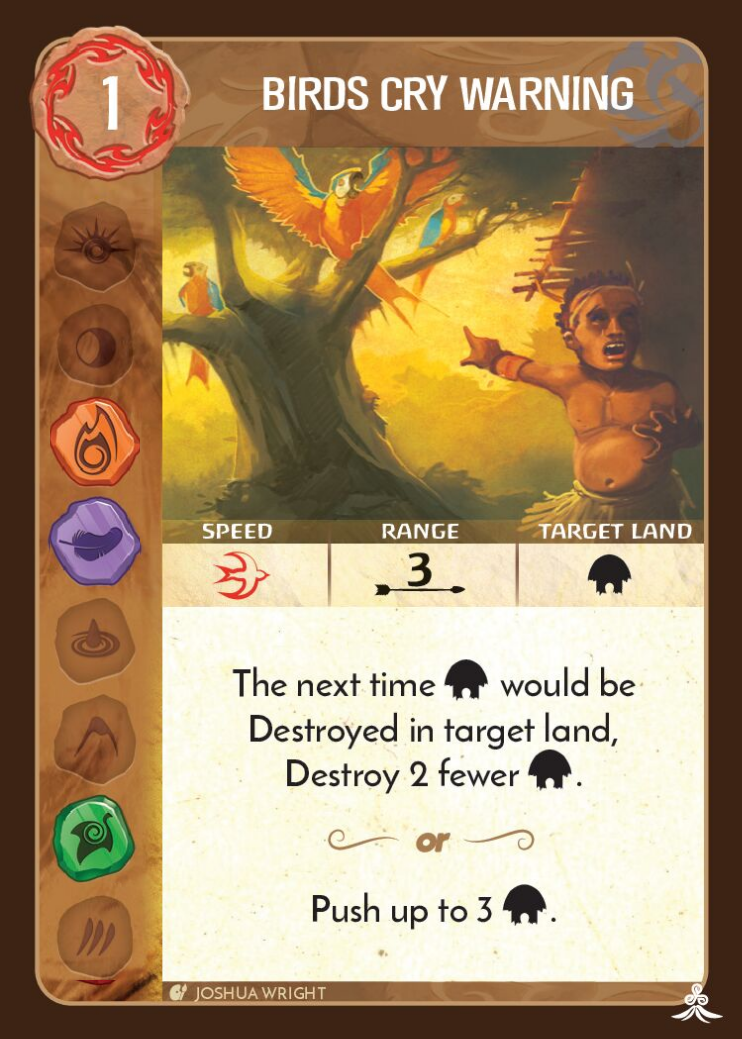 1
BIRDS CRY WARNING
SPEED RANGE TARGET LAND
3
The next time would be
Destroyed in target land,
Destroy 2 fewer .
or
Push up to 3 .
JOSHUA WRIGHT